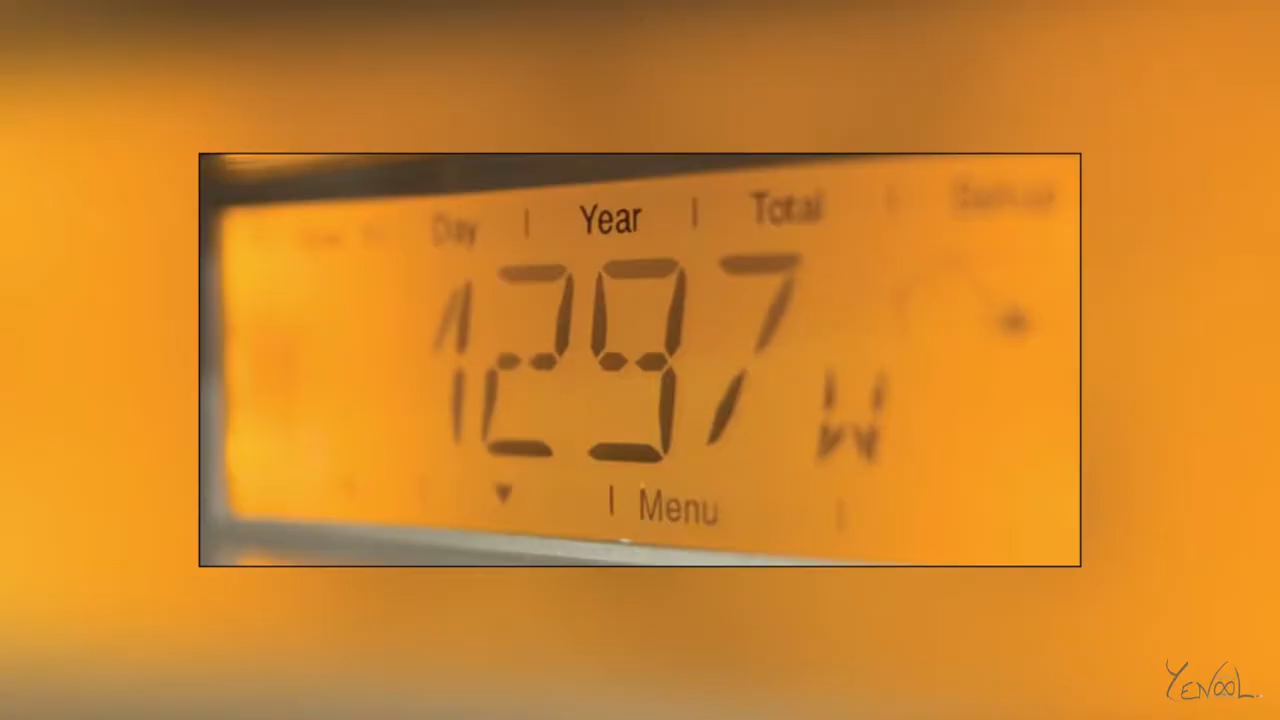 Day | Year | Total |
1297 W
▼ | Menu |
YENOOL.